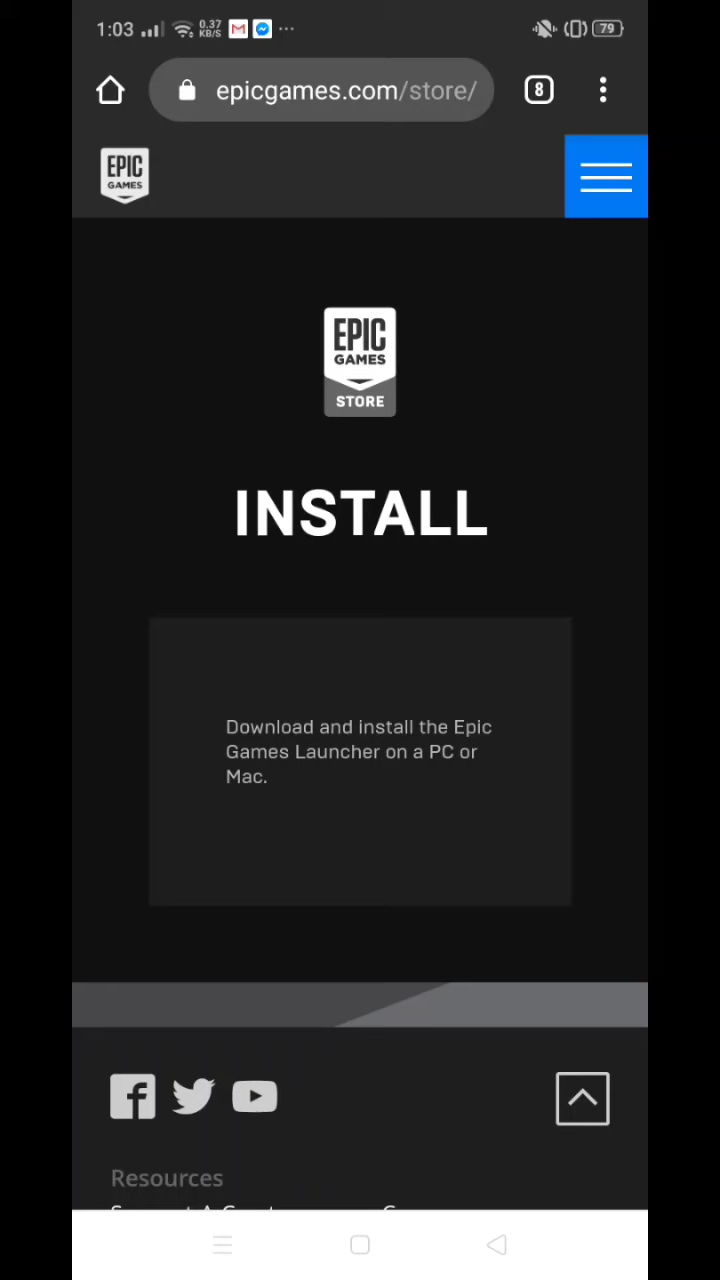 1:03 0.37 KB/S 79
epicgames.com/store/ 8
EPIC
GAMES
EPIC
GAMES
STORE
INSTALL
Download and install the Epic
Games Launcher on a PC or
Mac.
Resources